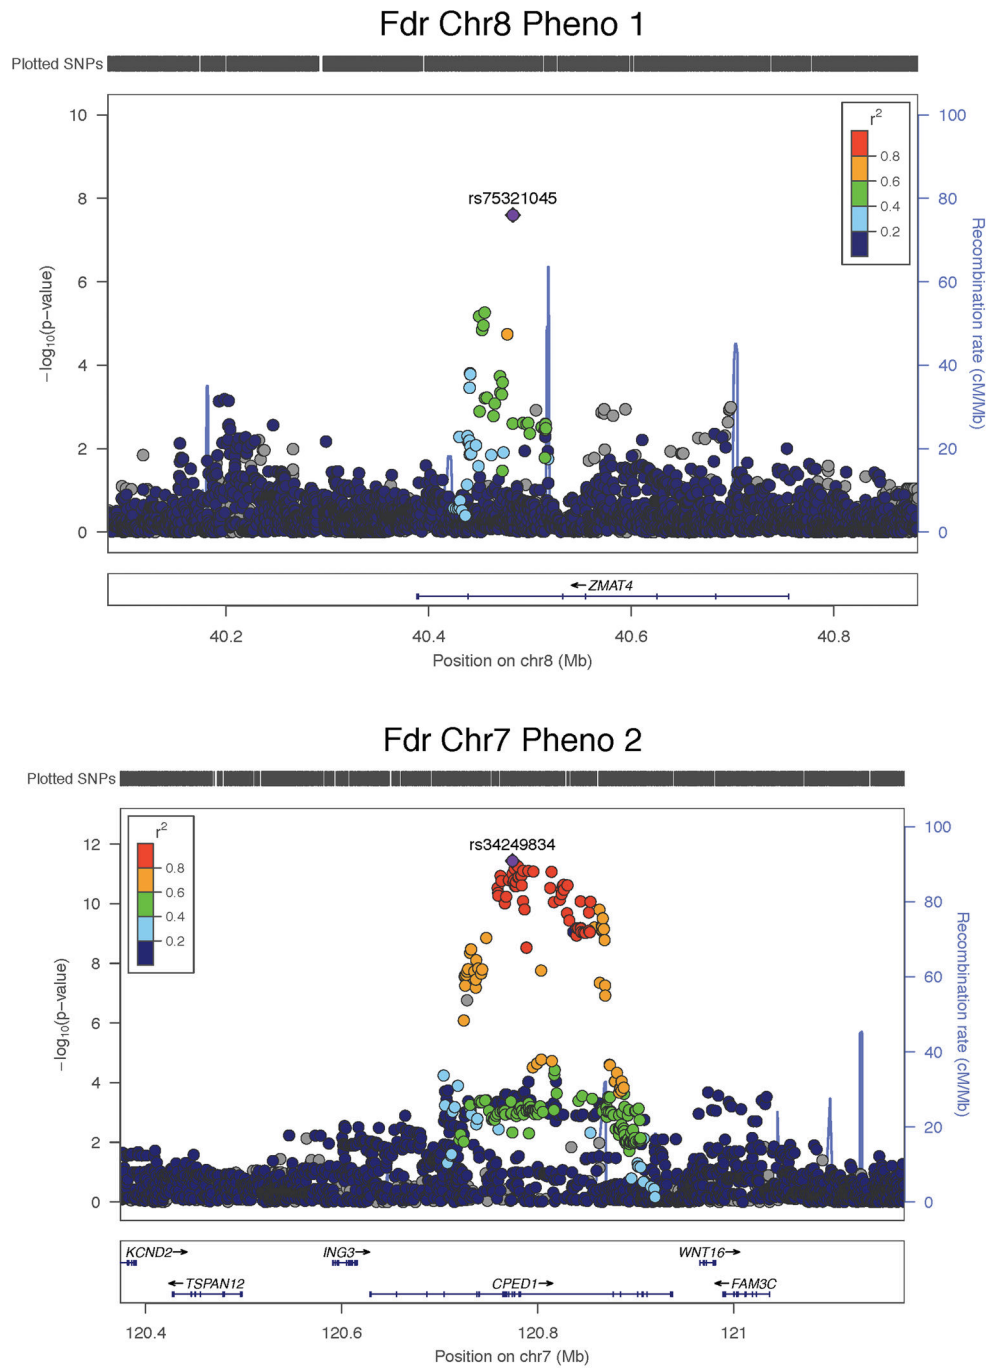 Fdr Chr8 Pheno 1
Plotted SNPs
10
8
6
4
2
0
−log10(p−value)
100
80
60
40
20
0
Recombination rate (cM/Mb)
r2
0.8
0.6
0.4
0.2
rs75321045
←ZMAT4
40.2 40.4 40.6 40.8
Position on chr8 (Mb)
Fdr Chr7 Pheno 2
Plotted SNPs
12
10
8
6
4
2
0
−log10(p−value)
100
80
60
40
20
0
Recombination rate (cM/Mb)
r2
0.8
0.6
0.4
0.2
rs34249834
KCND2→ ING3→ WNT16→
←TSPAN12 CPED1→ ←FAM3C
120.4 120.6 120.8 121
Position on chr7 (Mb)